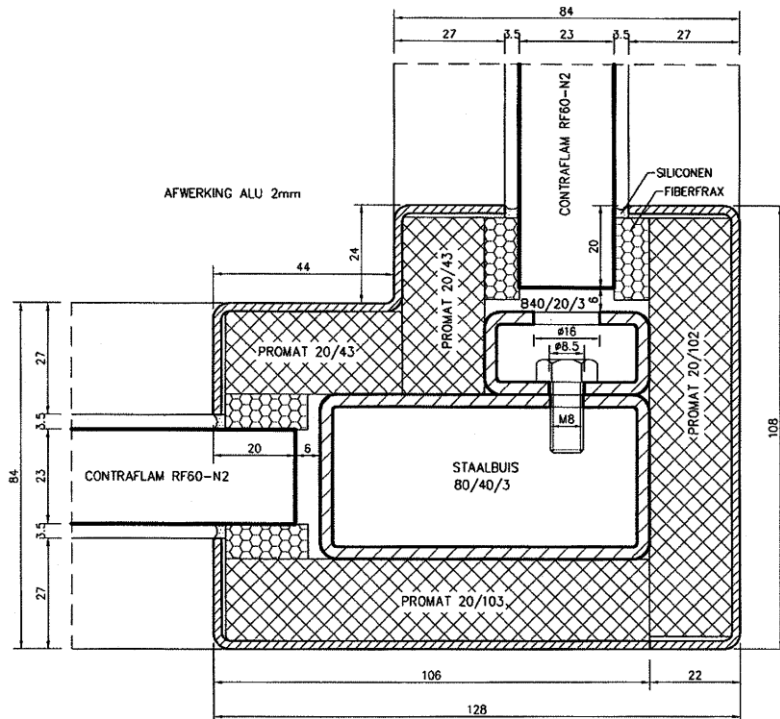 84
27 3.5 23 3.5 27
CONTRAFLAM RF60-N2
SILICONEN
FIBERFRAX
AFWERKING ALU 2mm
24
20
44
PROMAT 20/43
B40/20/3
6
27
PROMAT 20/43
ø16
ø8.5
PROMAT 20/102
108
3.5
M8
84
23
CONTRAFLAM RF60-N2
20
6
STAALBUIS
80/40/3
3.5
27
PROMAT 20/103
106
22
128